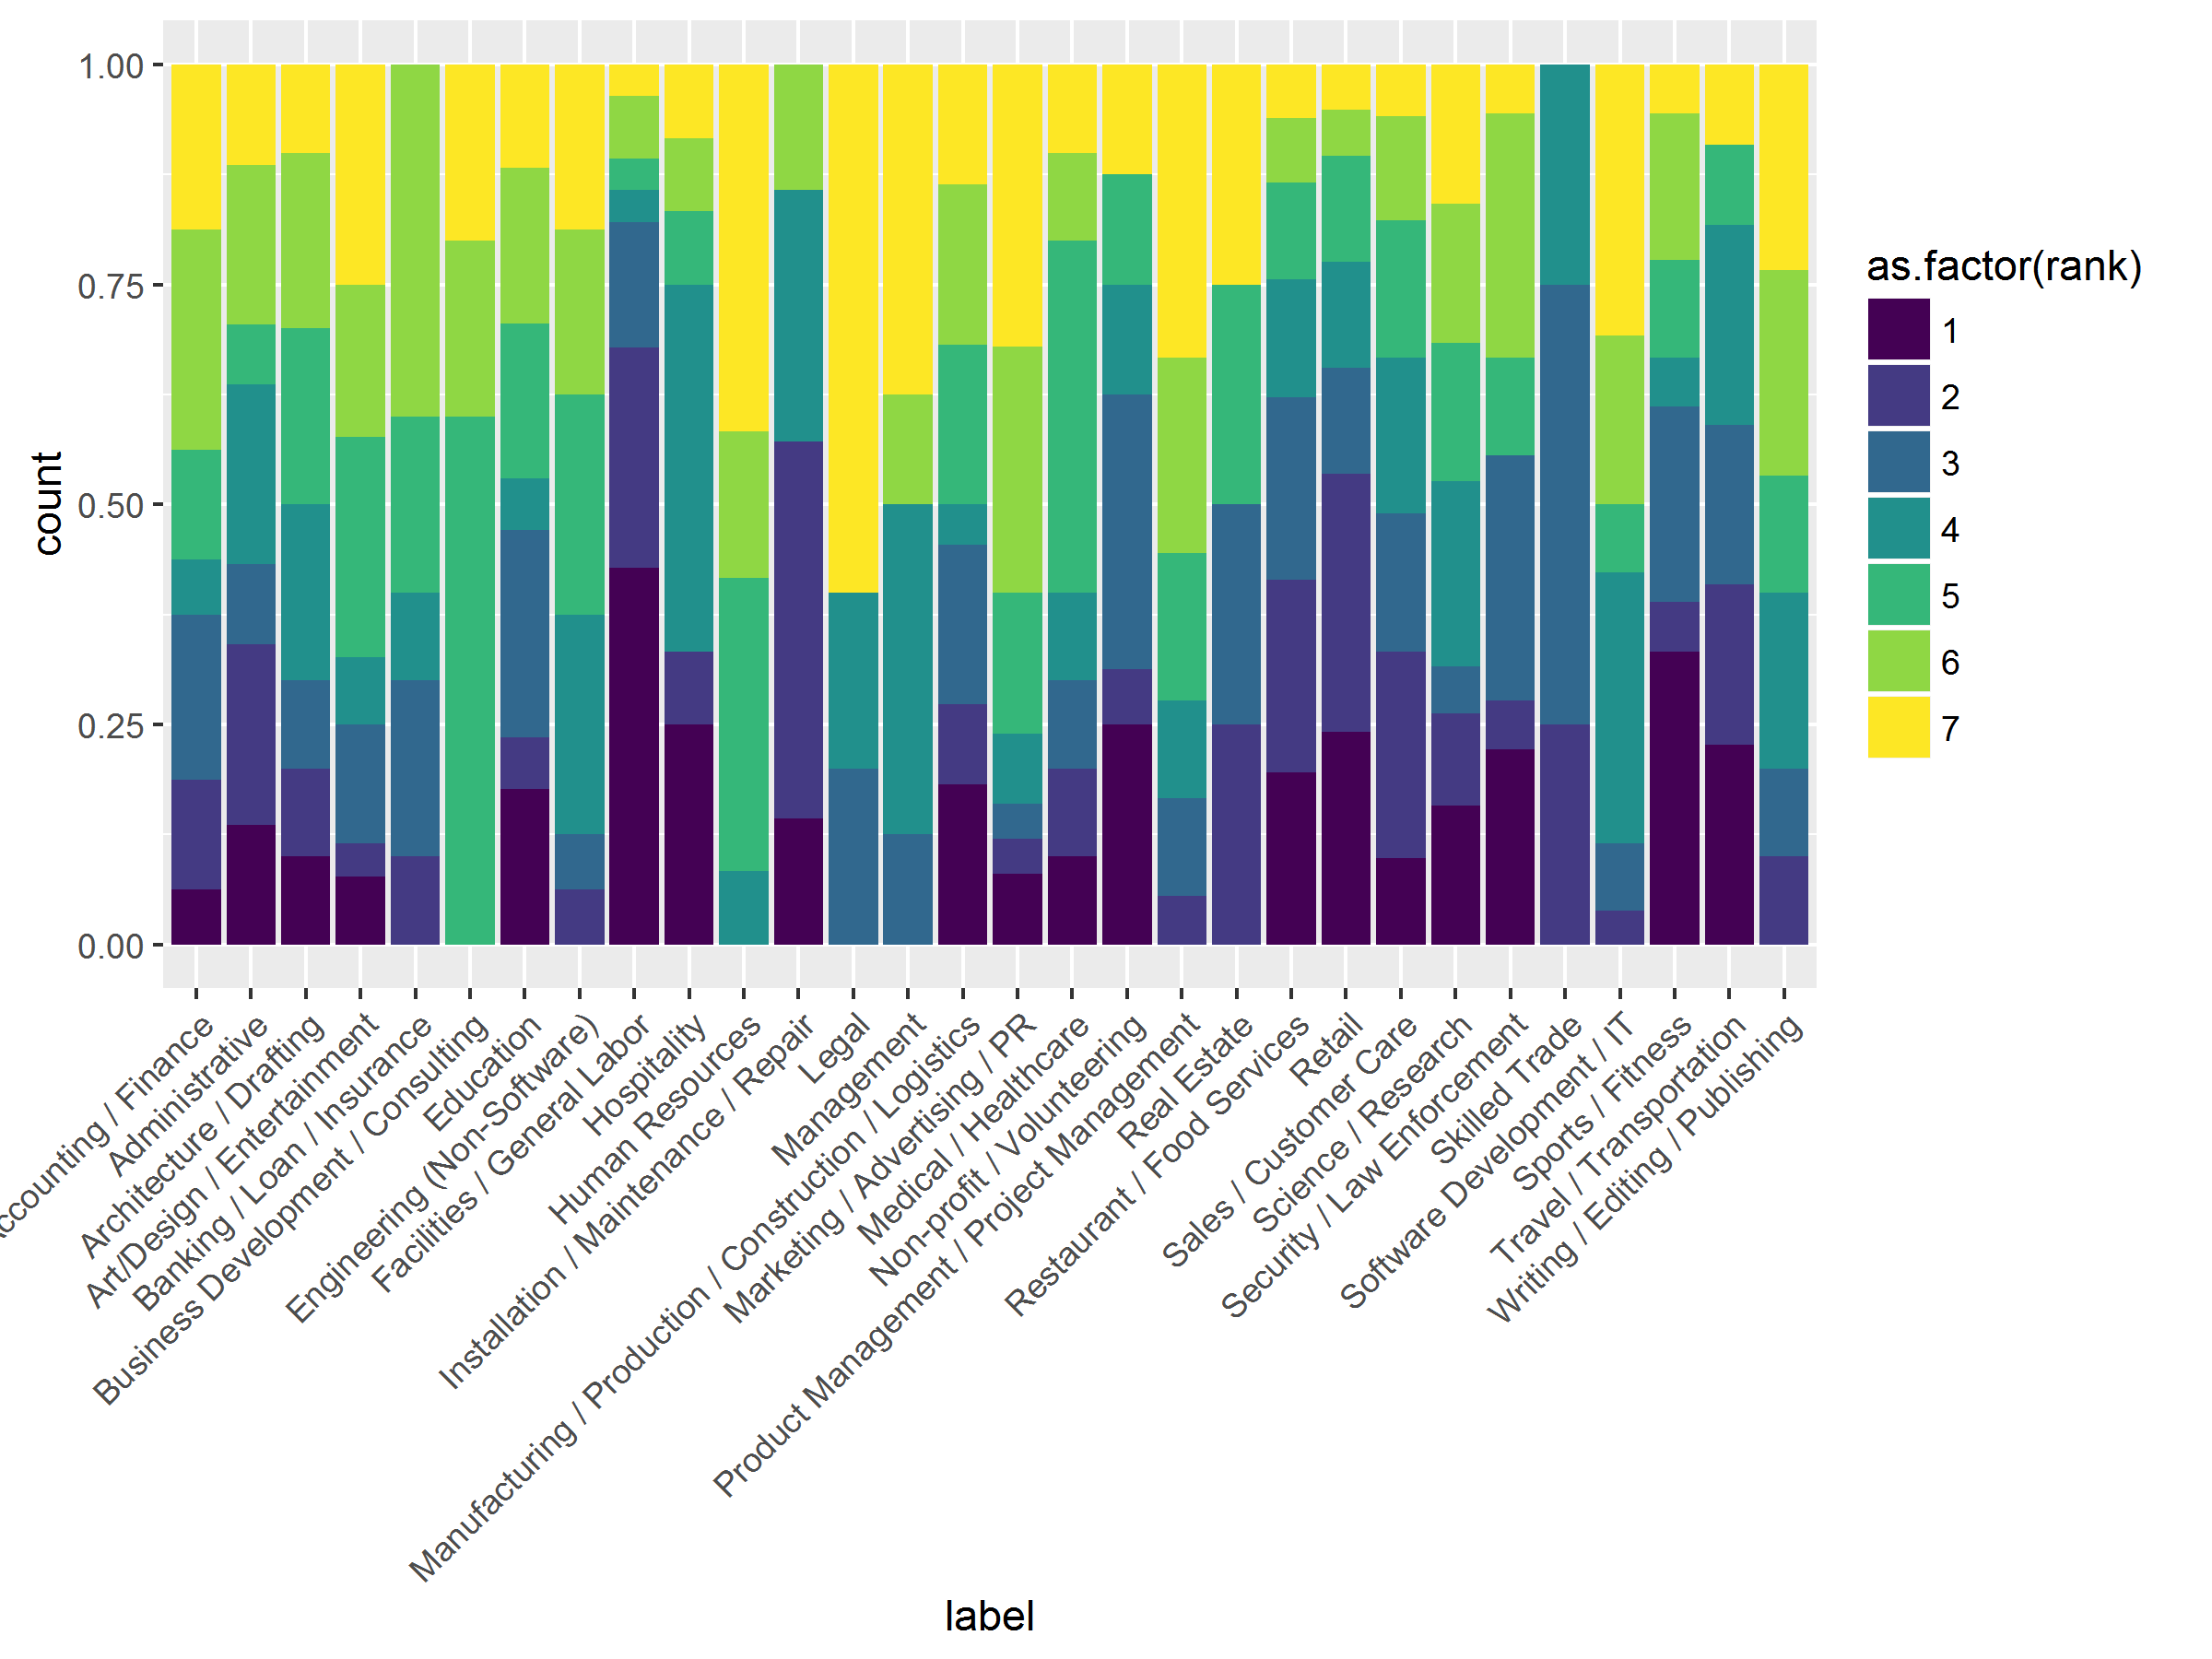 1.00
0.75
0.50
0.25
0.00
count
Accounting / Finance
Administrative
Architecture / Drafting
Art/Design / Entertainment
Banking / Loan / Insurance
Business Development / Consulting
Education
Engineering (Non-Software)
Facilities / General Labor
Hospitality
Human Resources
Installation / Maintenance / Repair
Legal
Management
Manufacturing / Production / Construction / Logistics
Marketing / Advertising / PR
Medical / Healthcare
Non-profit / Volunteering
Product Management / Project Management
Real Estate
Restaurant / Food Services
Retail
Sales / Customer Care
Science / Research
Security / Law Enforcement
Skilled Trade
Software Development / IT
Sports / Fitness
Travel / Transportation
Writing / Editing / Publishing
label
as.factor(rank)
1
2
3
4
5
6
7